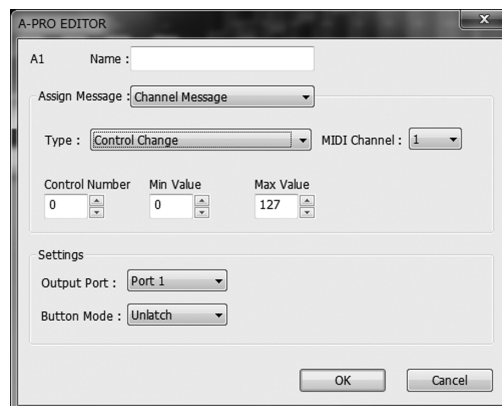 A-PRO EDITOR
x
A1 Name :
Assign Message : Channel Message
Type : Control Change MIDI Channel : 1
Control Number Min Value Max Value
0 0 127
Settings
Output Port : Port 1
Button Mode : Unlatch
OK Cancel